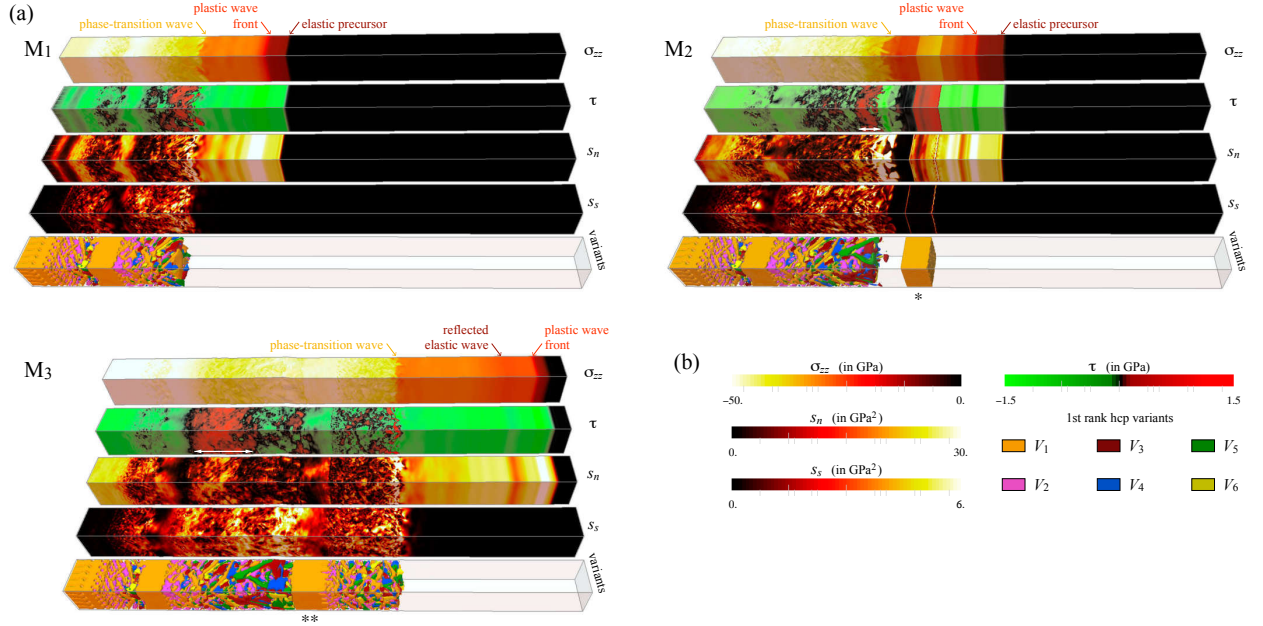 (a)
plastic wave
phase-transition wave front elastic precursor
M1
σzz
τ
sn
ss
variants
plastic wave
phase-transition wave front elastic precursor
M2
σzz
τ
sn
ss
variants
*
reflected plastic wave
phase-transition wave elastic wave front
M3
σzz
τ
sn
ss
variants
**
(b)
σzz (in GPa)
−50. 0.
sn (in GPa²)
0. 30.
ss (in GPa²)
0. 6.
τ (in GPa)
−1.5 1.5
1st rank hcp variants
V1 V3 V5
V2 V4 V6